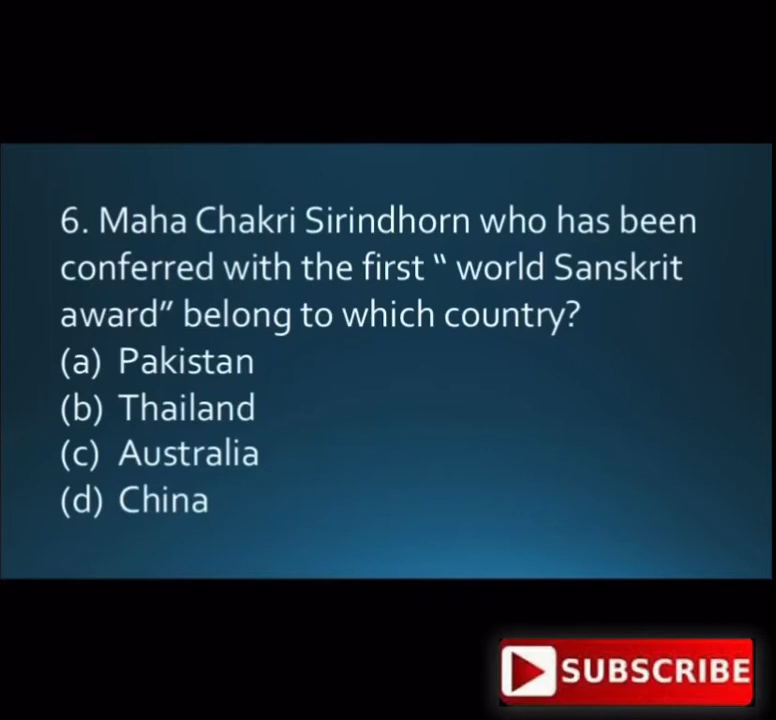 6. Maha Chakri Sirindhorn who has been
conferred with the first “ world Sanskrit
award” belong to which country?
(a) Pakistan
(b) Thailand
(c) Australia
(d) China
SUBSCRIBE